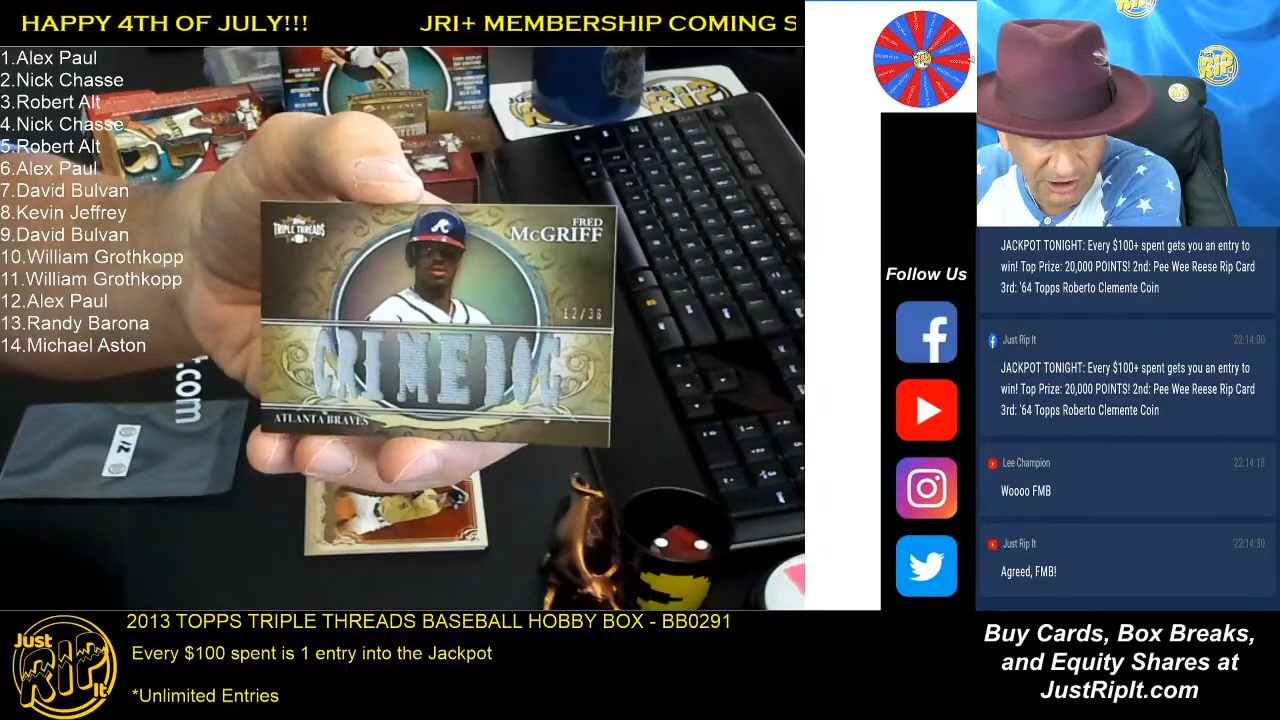 HAPPY 4TH OF JULY!!!
JRI+ MEMBERSHIP COMING S
1.Alex Paul
2.Nick Chasse
3.Robert Alt
4.Nick Chasse
5.Robert Alt
6.Alex Paul
7.David Bulvan
8.Kevin Jeffrey
9.David Bulvan
10.William Grothkopp
11.William Grothkopp
12.Alex Paul
13.Randy Barona
14.Michael Aston
TRIPLE THREADS
FRED
McGRIFF
12/36
CRIME DOG
ATLANTA BRAVES
.com
Just
RIP
It
Follow Us
JACKPOT TONIGHT: Every $100+ spent gets you an entry to
win! Top Prize: 20,000 POINTS! 2nd: Pee Wee Reese Rip Card
3rd: '64 Topps Roberto Clemente Coin
Just Rip It
22:14:00
JACKPOT TONIGHT: Every $100+ spent gets you an entry to
win! Top Prize: 20,000 POINTS! 2nd: Pee Wee Reese Rip Card
3rd: '64 Topps Roberto Clemente Coin
Lee Champion
22:14:18
Woooo FMB
Just Rip It
22:14:30
Agreed, FMB!
Just
RIP
It
2013 TOPPS TRIPLE THREADS BASEBALL HOBBY BOX - BB0291
Every $100 spent is 1 entry into the Jackpot
*Unlimited Entries
Buy Cards, Box Breaks,
and Equity Shares at
JustRipIt.com